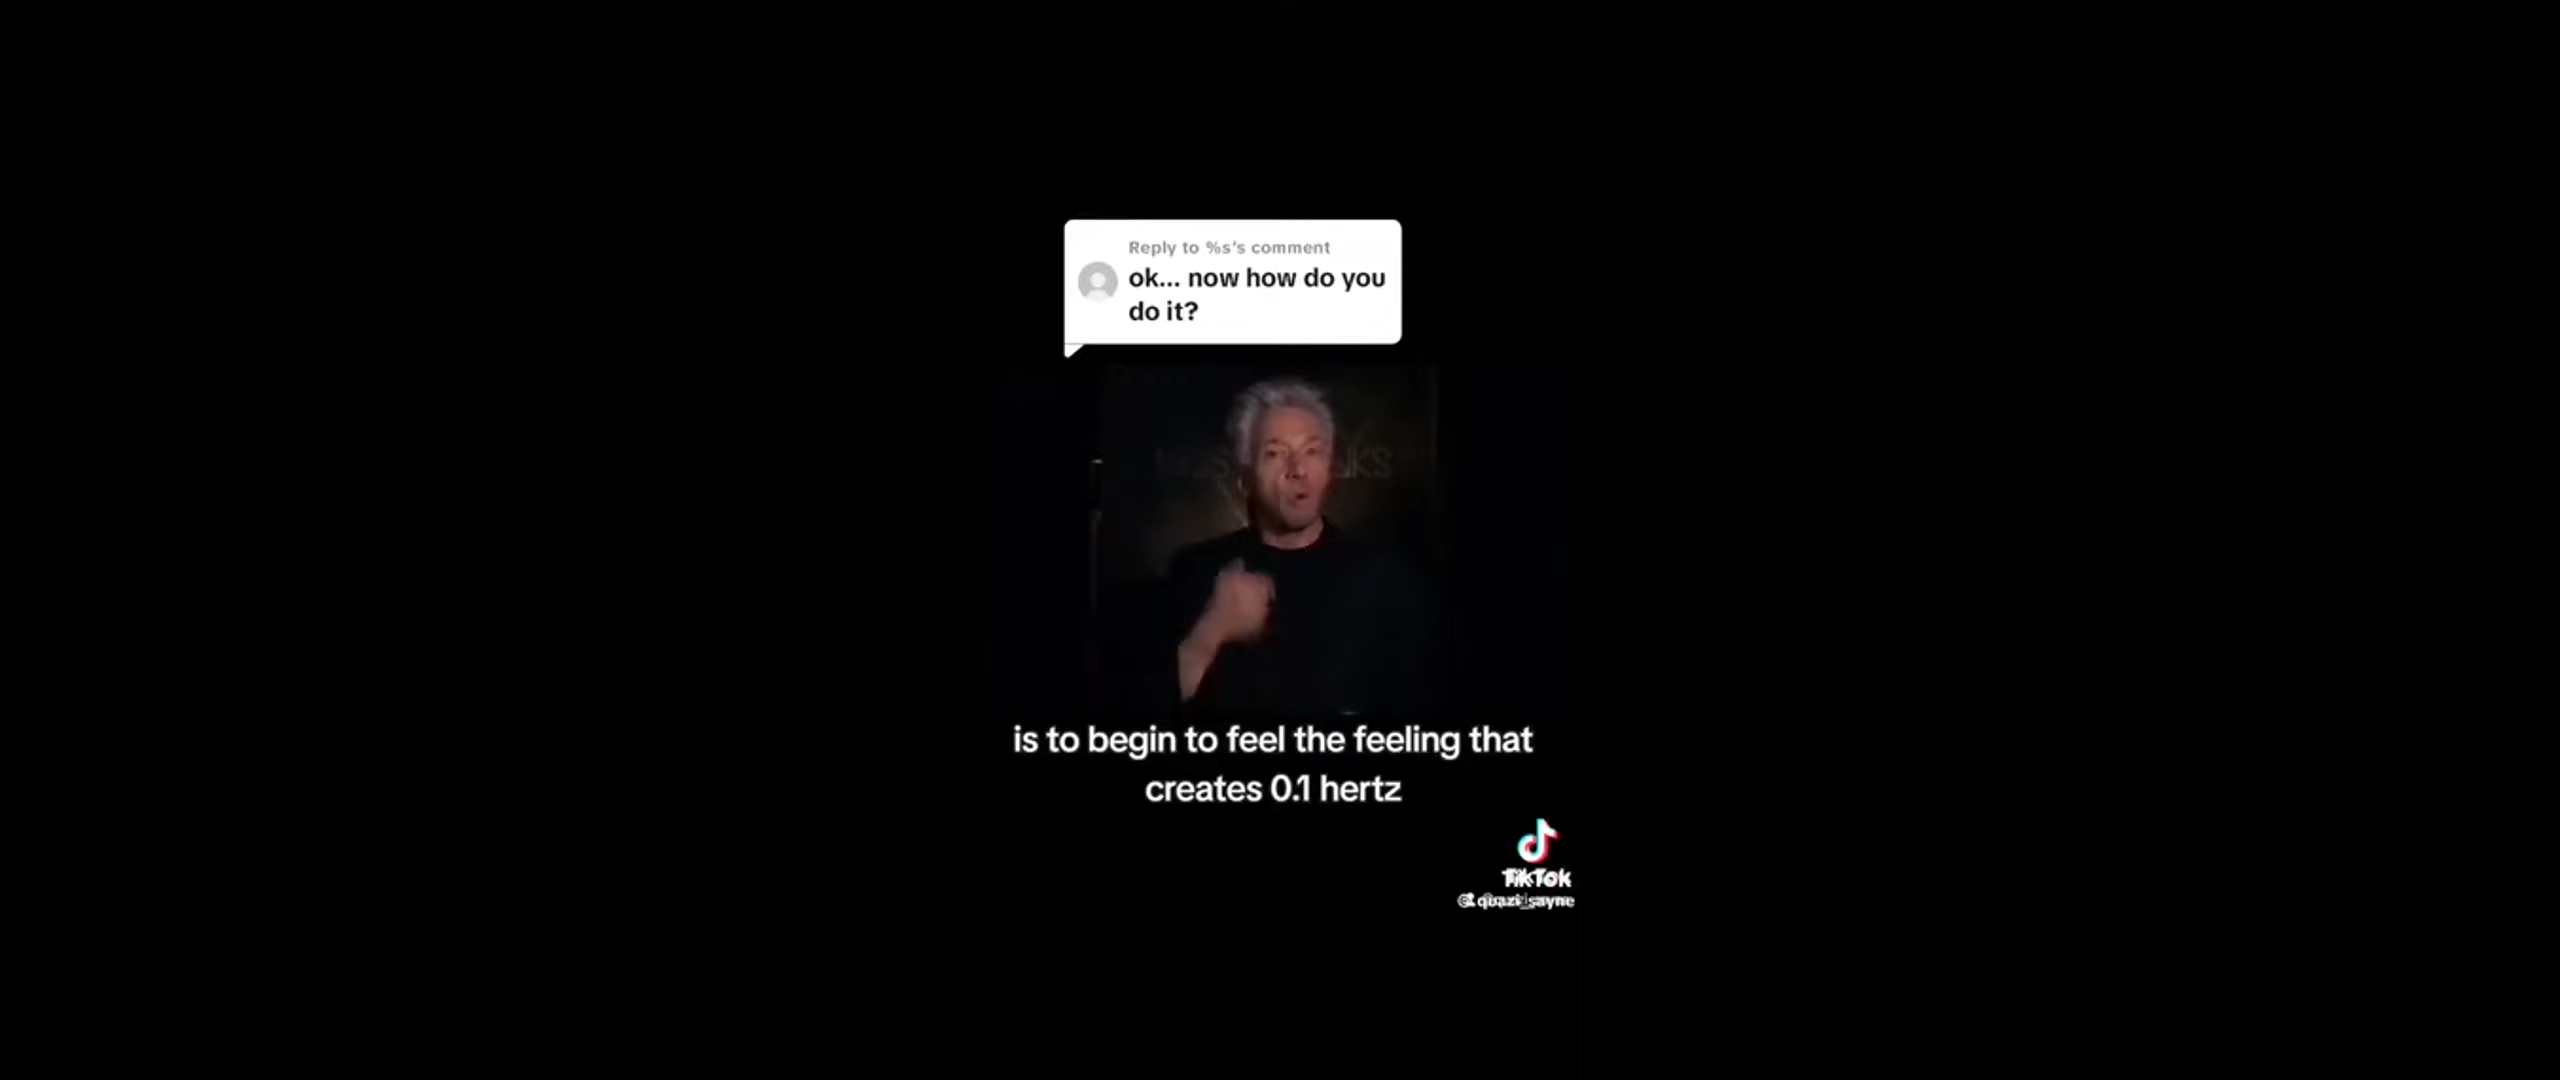 Reply to %s's comment
ok... now how do you
do it?
is to begin to feel the feeling that
creates 0.1 hertz
TikTok